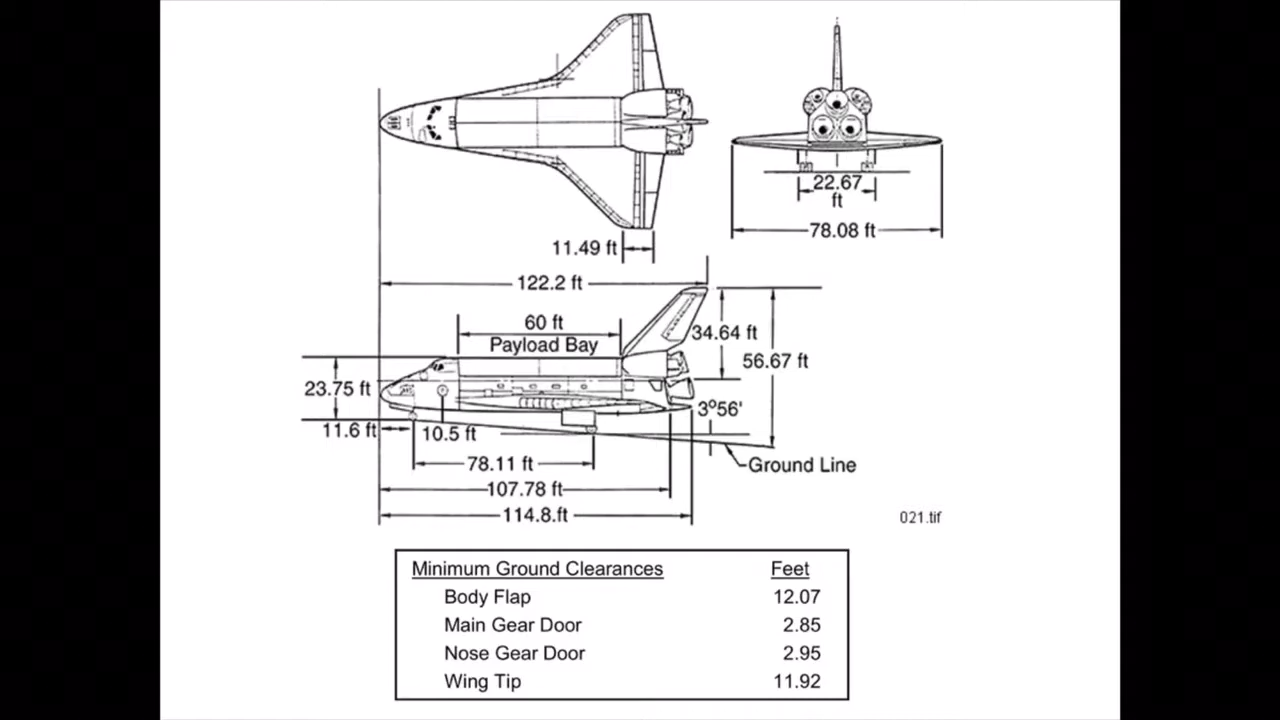 22.67
ft
78.08 ft
11.49 ft
122.2 ft
60 ft
Payload Bay
34.64 ft
56.67 ft
23.75 ft
3°56'
11.6 ft
10.5 ft
78.11 ft
Ground Line
107.78 ft
114.8.ft
021.tif
Minimum Ground Clearances Feet
Body Flap 12.07
Main Gear Door 2.85
Nose Gear Door 2.95
Wing Tip 11.92